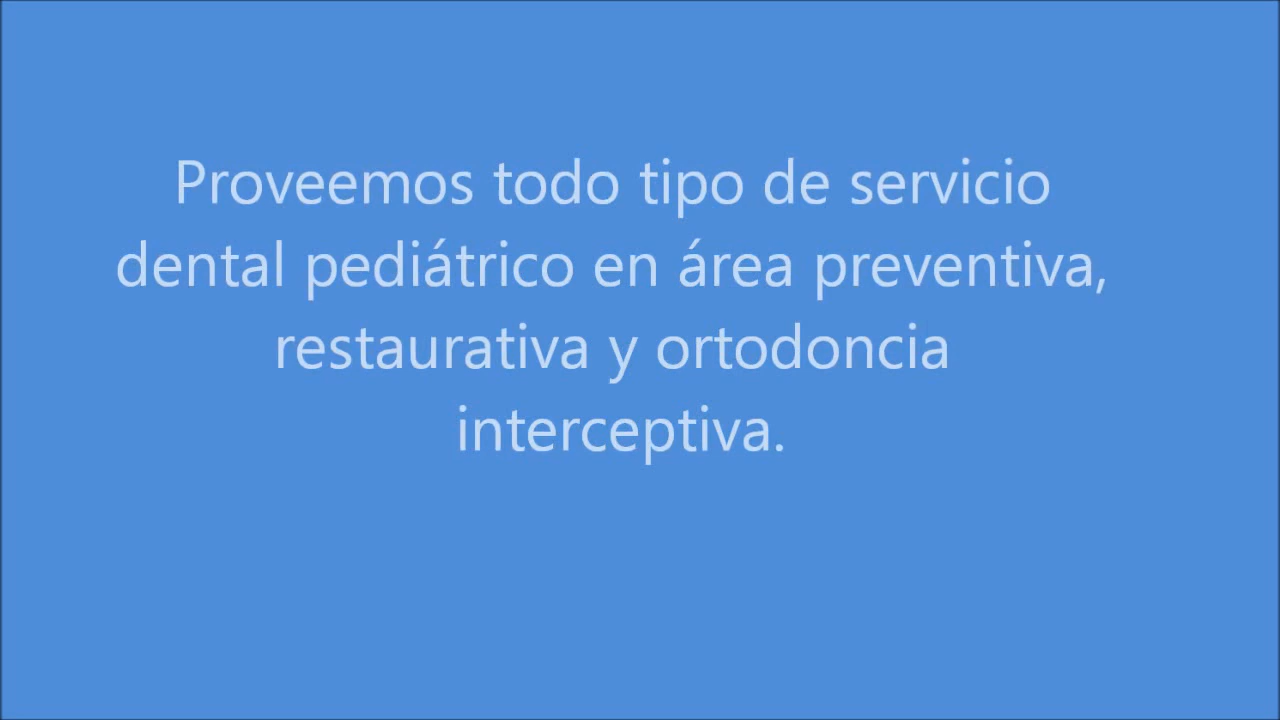 Proveemos todo tipo de servicio
dental pediátrico en área preventiva,
restaurativa y ortodoncia
interceptiva.